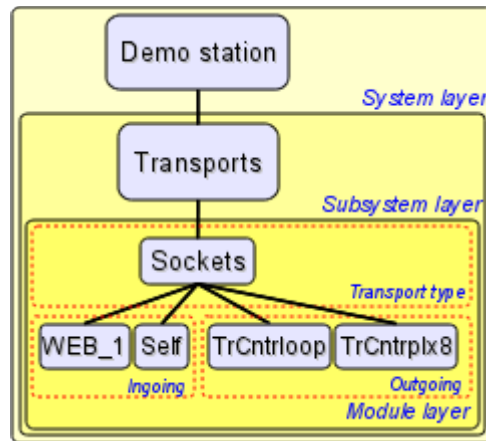 Demo station
System layer
Transports
Subsystem layer
Sockets
Transport type
WEB_1 Self TrCntrloop TrCntrplx8
Ingoing Outgoing
Module layer